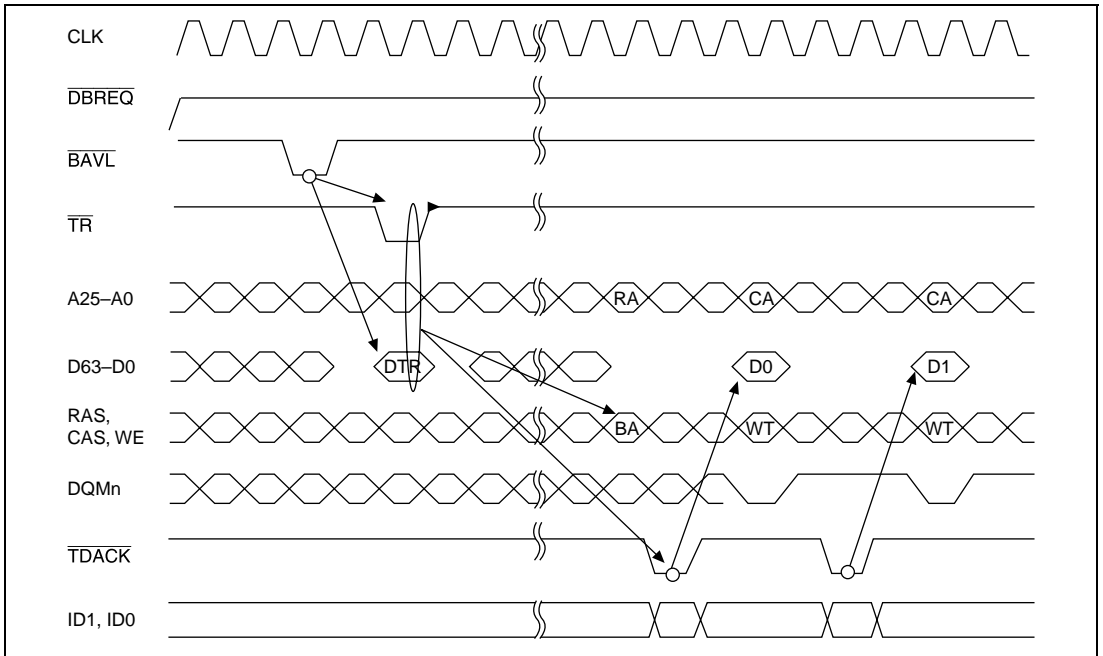 CLK
DBREQ
BAVL
TR
A25–A0 RA CA CA
D63–D0 DTR D0 D1
RAS,
CAS, WE BA WT WT
DQMn
TDACK
ID1, ID0